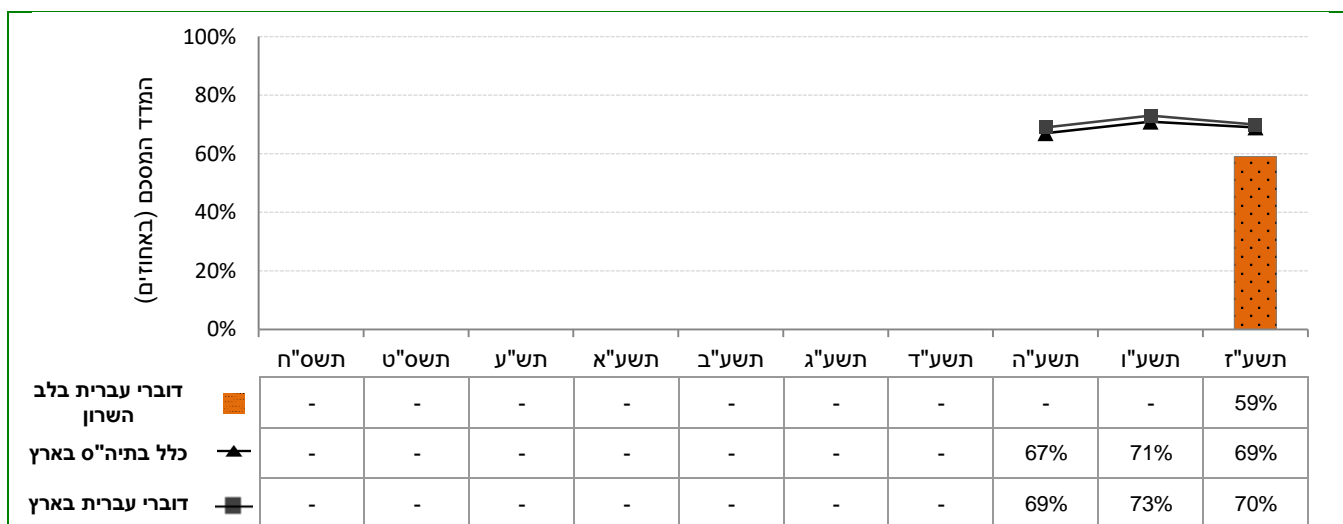 100%
80%
60%
40%
20%
0%
המדד המסכם (באחוזים)
תשס"ח תשס"ט תש"ע תשע"א תשע"ב תשע"ג תשע"ד תשע"ה תשע"ו תשע"ז
דוברי עברית בלב
השרון
- - - - - - - - - 59%
כלל בתיה"ס בארץ - - - - - - - 67% 71% 69%
דוברי עברית בארץ - - - - - - - 69% 73% 70%